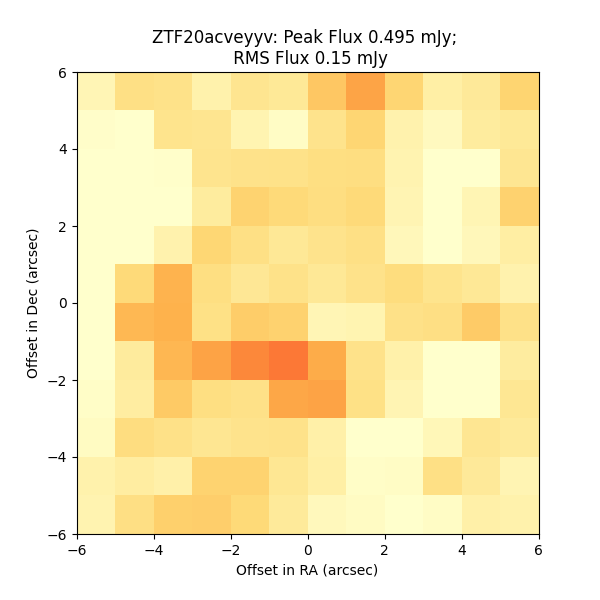 ZTF20acveyyv: Peak Flux 0.495 mJy;
RMS Flux 0.15 mJy
6
4
2
0
−2
−4
−6
Offset in Dec (arcsec)
−6 −4 −2 0 2 4 6
Offset in RA (arcsec)